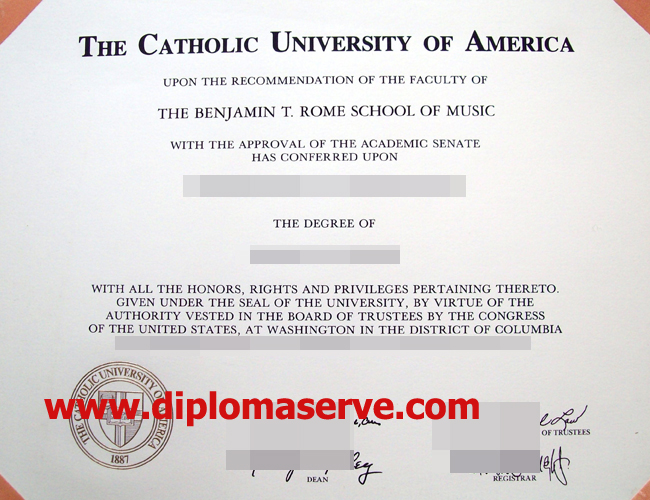 THE CATHOLIC UNIVERSITY OF AMERICA
UPON THE RECOMMENDATION OF THE FACULTY OF
THE BENJAMIN T. ROME SCHOOL OF MUSIC
WITH THE APPROVAL OF THE ACADEMIC SENATE
HAS CONFERRED UPON
THE DEGREE OF
WITH ALL THE HONORS, RIGHTS AND PRIVILEGES PERTAINING THERETO.
GIVEN UNDER THE SEAL OF THE UNIVERSITY, BY VIRTUE OF THE
AUTHORITY VESTED IN THE BOARD OF TRUSTEES BY THE CONGRESS
OF THE UNITED STATES, AT WASHINGTON IN THE DISTRICT OF COLUMBIA
THE CATHOLIC UNIVERSITY OF AMERICA
1887
www.diplomaserve.com
OF TRUSTEES
DEAN
REGISTRAR